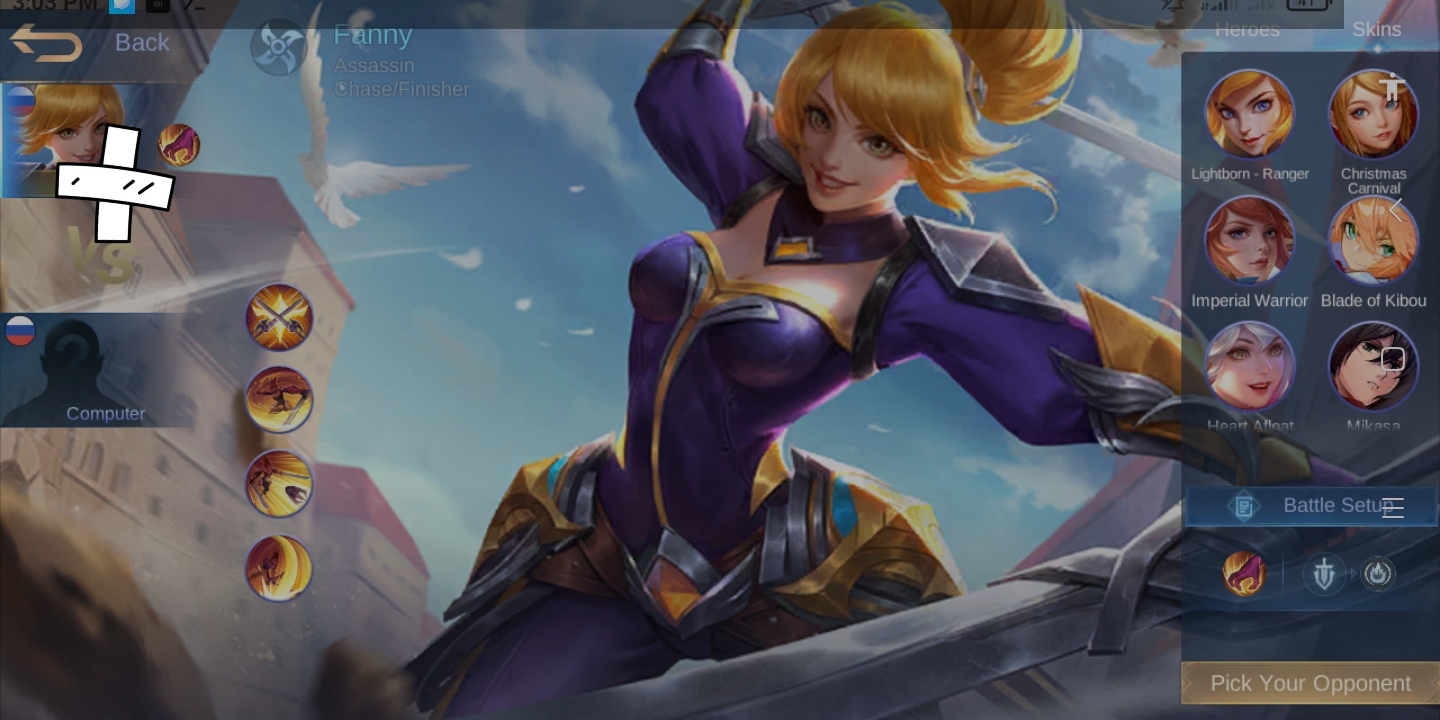 3:03 PM
41
Back
Fanny
Assassin
Chase/Finisher
Vs
Computer
Heroes
Skins
Lightborn - Ranger
Christmas
Carnival
Imperial Warrior
Blade of Kibou
Heart Afloat
Mikasa
Battle Setup
Pick Your Opponent